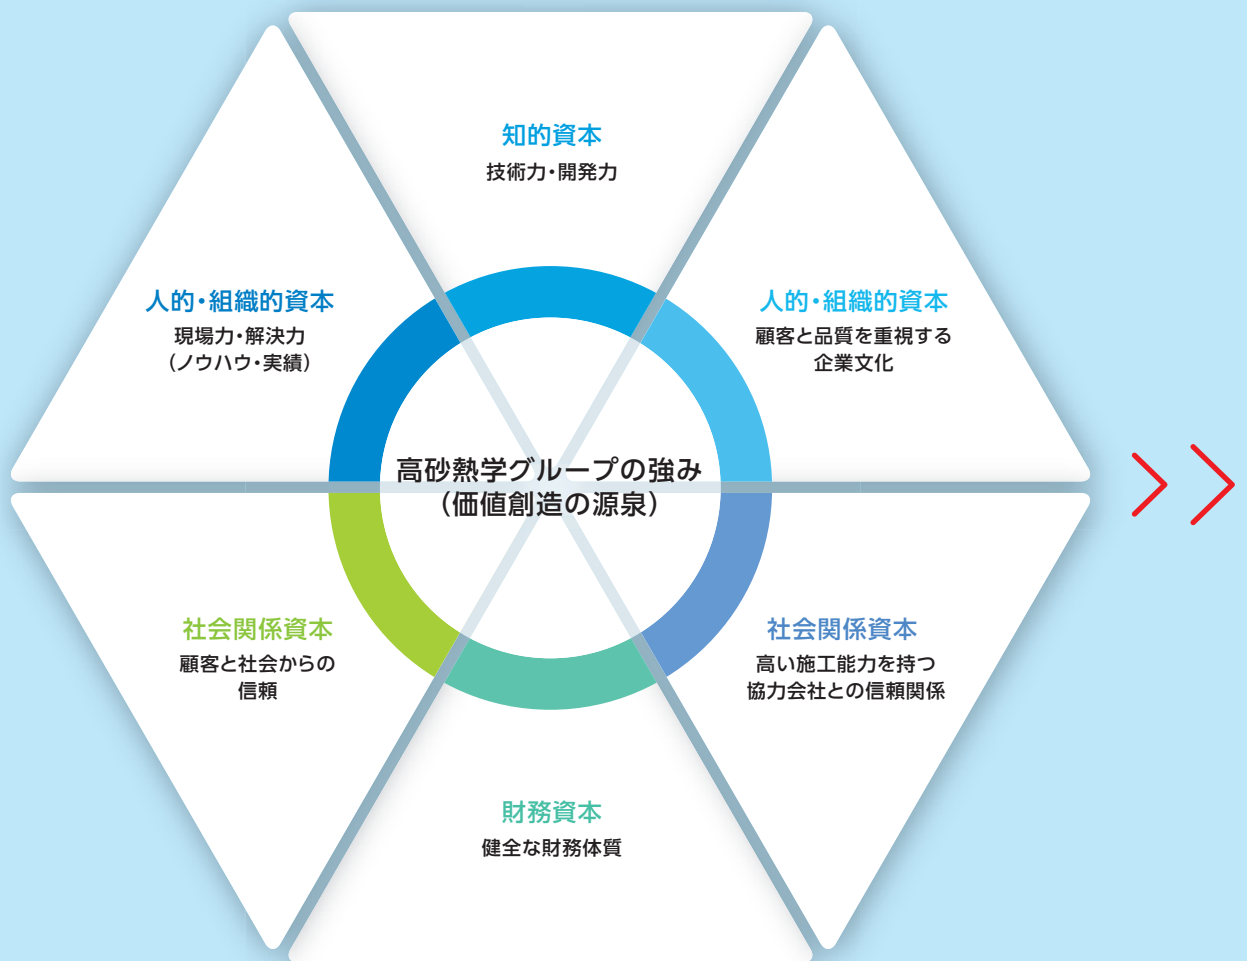 知的資本
技術力・開発力
人的・組織的資本
現場力・解決力
（ノウハウ・実績）
人的・組織的資本
顧客と品質を重視する
企業文化
高砂熱学グループの強み
（価値創造の源泉）
社会関係資本
顧客と社会からの
信頼
社会関係資本
高い施工能力を持つ
協力会社との信頼関係
財務資本
健全な財務体質